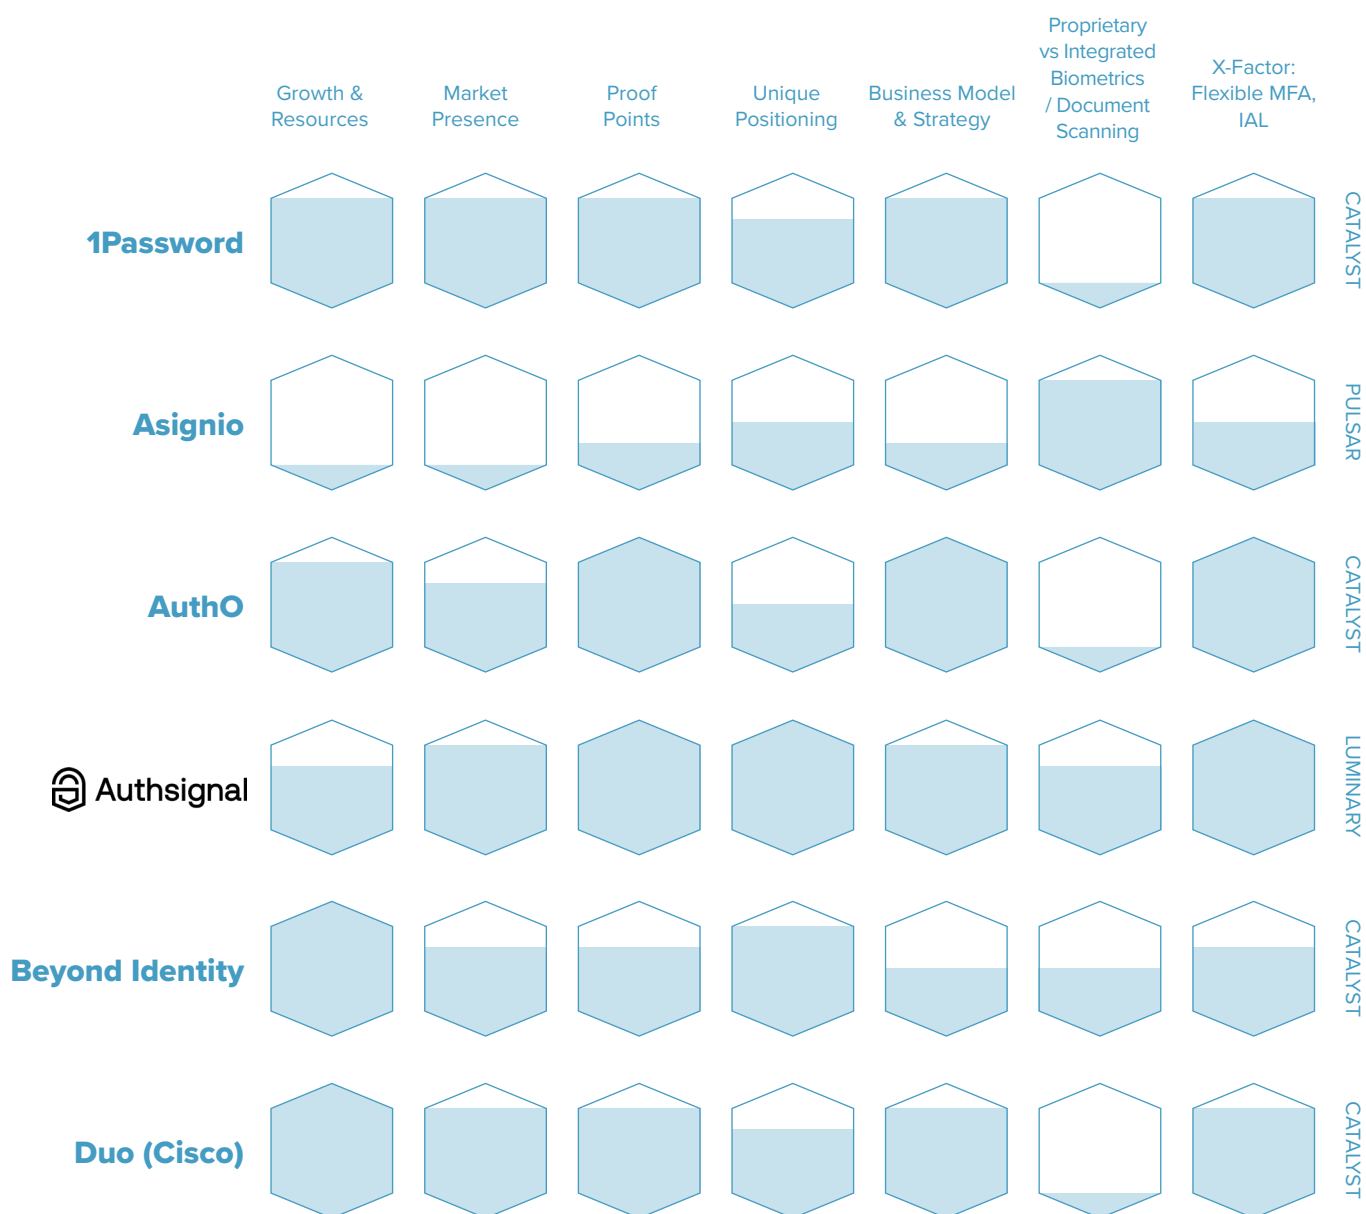 Growth &
Resources
Market
Presence
Proof
Points
Unique
Positioning
Business Model
& Strategy
Proprietary
vs Integrated
Biometrics
/ Document
Scanning
X-Factor:
Flexible MFA,
IAL
1Password
CATALYST
Asignio
PULSAR
AuthO
CATALYST
Authsignal
LUMINARY
Beyond Identity
CATALYST
Duo (Cisco)
CATALYST